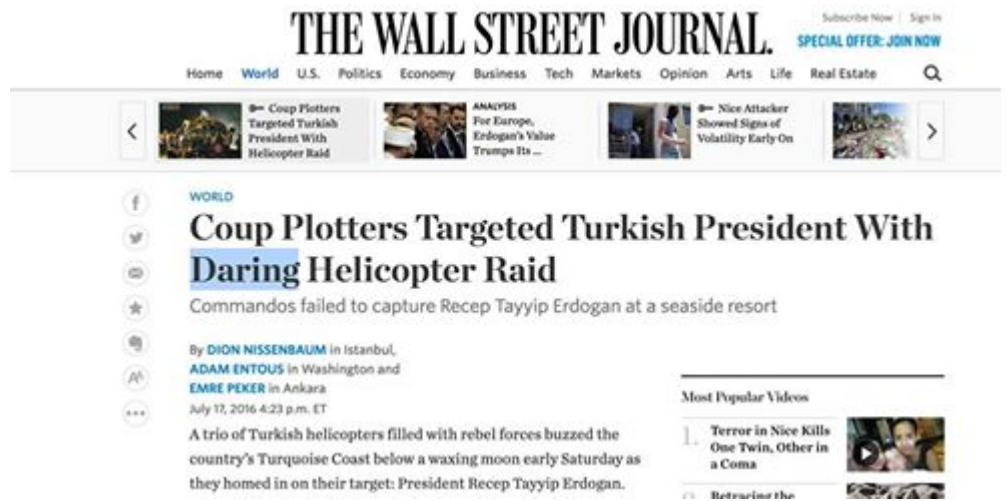 THE WALL STREET JOURNAL.
Subscribe Now | Sign In
SPECIAL OFFER: JOIN NOW
Home World U.S. Politics Economy Business Tech Markets Opinion Arts Life Real Estate
Coup Plotters
Targeted Turkish
President With
Helicopter Raid
ANALYSIS
For Europe,
Erdogan's Value
Trumps Its ...
Nice Attacker
Showed Signs of
Volatility Early On
WORLD
Coup Plotters Targeted Turkish President With
Daring Helicopter Raid
Commandos failed to capture Recep Tayyip Erdogan at a seaside resort
By DION NISSENBAUM in Istanbul,
ADAM ENTOUS in Washington and
EMRE PEKER in Ankara
July 17, 2016 4:23 p.m. ET
A trio of Turkish helicopters filled with rebel forces buzzed the
country's Turquoise Coast below a waxing moon early Saturday as
they homed in on their target: President Recep Tayyip Erdogan.
Most Popular Videos
1. Terror in Nice Kills
One Twin, Other in
a Coma
Retracing the